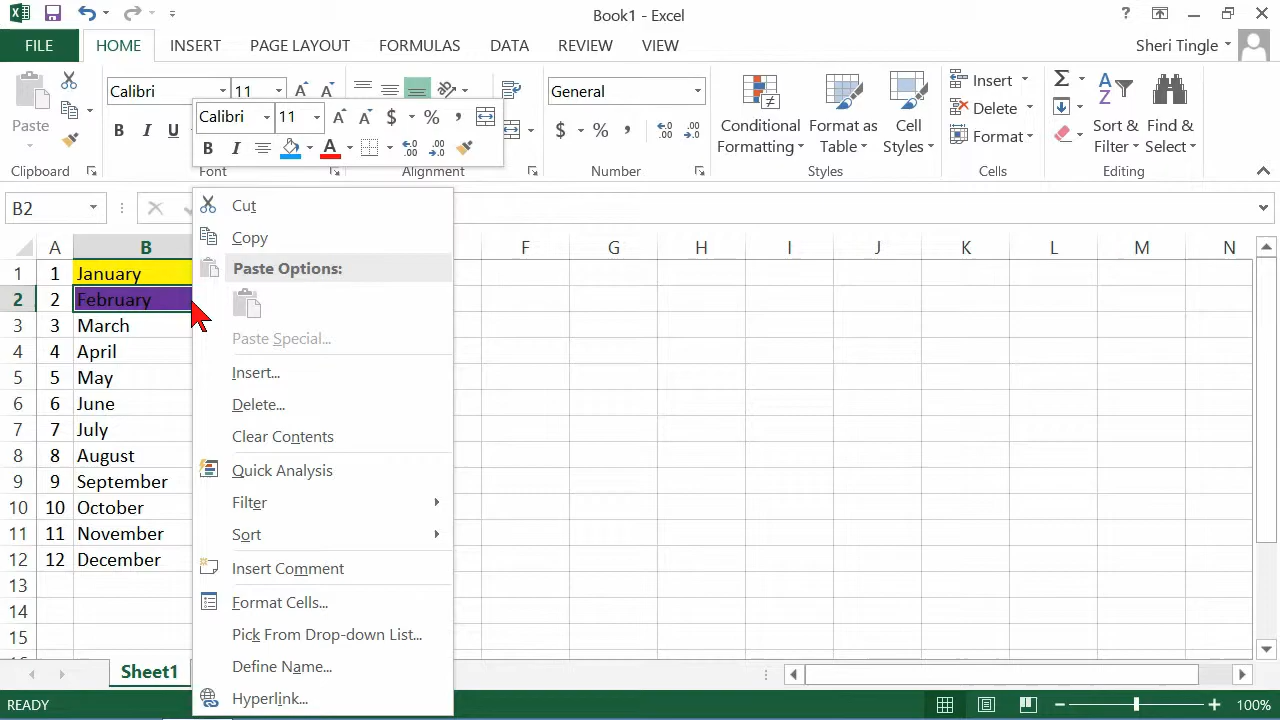 Book1 - Excel
?
FILE HOME INSERT PAGE LAYOUT FORMULAS DATA REVIEW VIEW Sheri Tingle
Paste
Calibri 11
General
$ % ,
B I U
Calibri 11 $ % ,
B I A
Conditional Formatting
Format as Table
Cell Styles
Insert
Delete
Format
Sort & Filter
Find & Select
Clipboard Font Alignment Number Styles Cells Editing
B2
A B F G H I J K L M N
1 1 January
2 2 February
3 3 March
4 4 April
5 5 May
6 6 June
7 7 July
8 8 August
9 9 September
10 10 October
11 11 November
12 12 December
13
14
15
Cut
Copy
Paste Options:
Paste Special...
Insert...
Delete...
Clear Contents
Quick Analysis
Filter
Sort
Insert Comment
Format Cells...
Pick From Drop-down List...
Define Name...
Hyperlink...
Sheet1
READY 100%